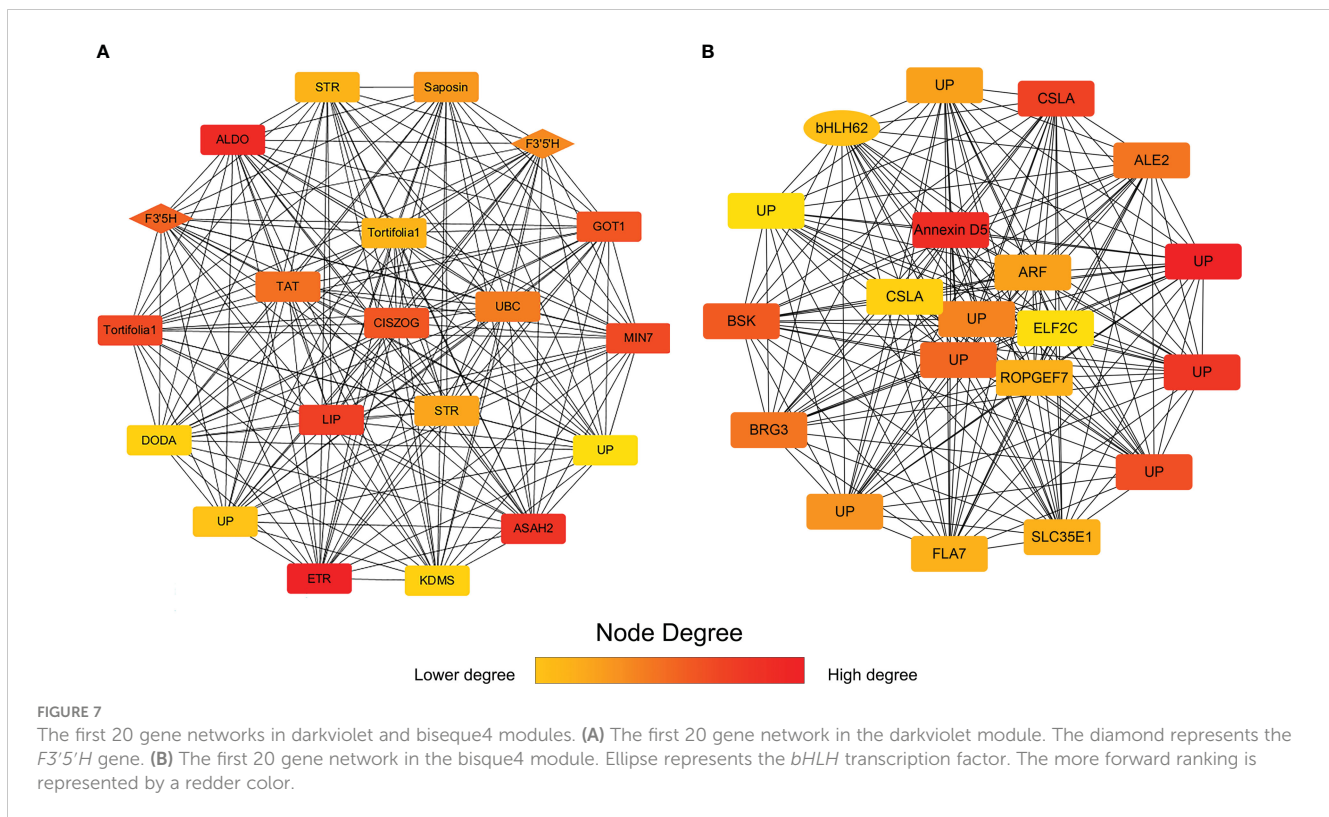 A
B
STR
Saposin
ALDO
F3'5'H
F3'5H
Tortifolia1
GOT1
TAT
UBC
CISZOG
Tortifolia1
MIN7
LIP
STR
DODA
UP
UP
ASAH2
ETR
KDMS
UP
CSLA
bHLH62
ALE2
UP
Annexin D5
UP
ARF
CSLA
UP
ELF2C
BSK
UP
UP
ROPGEF7
BRG3
UP
UP
SLC35E1
FLA7
Node Degree
Lower degree
High degree
FIGURE 7
The first 20 gene networks in darkviolet and biseque4 modules. (A) The first 20 gene network in the darkviolet module. The diamond represents the
F3′5′H gene. (B) The first 20 gene network in the bisque4 module. Ellipse represents the bHLH transcription factor. The more forward ranking is
represented by a redder color.